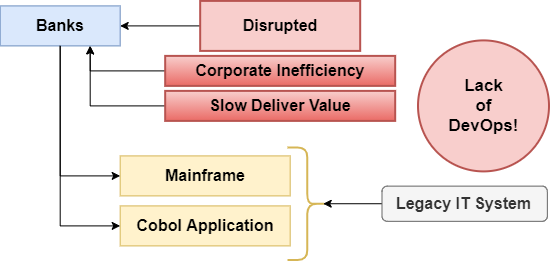 Banks
Disrupted
Corporate Inefficiency
Slow Deliver Value
Lack
of
DevOps!
Mainframe
Legacy IT System
Cobol Application